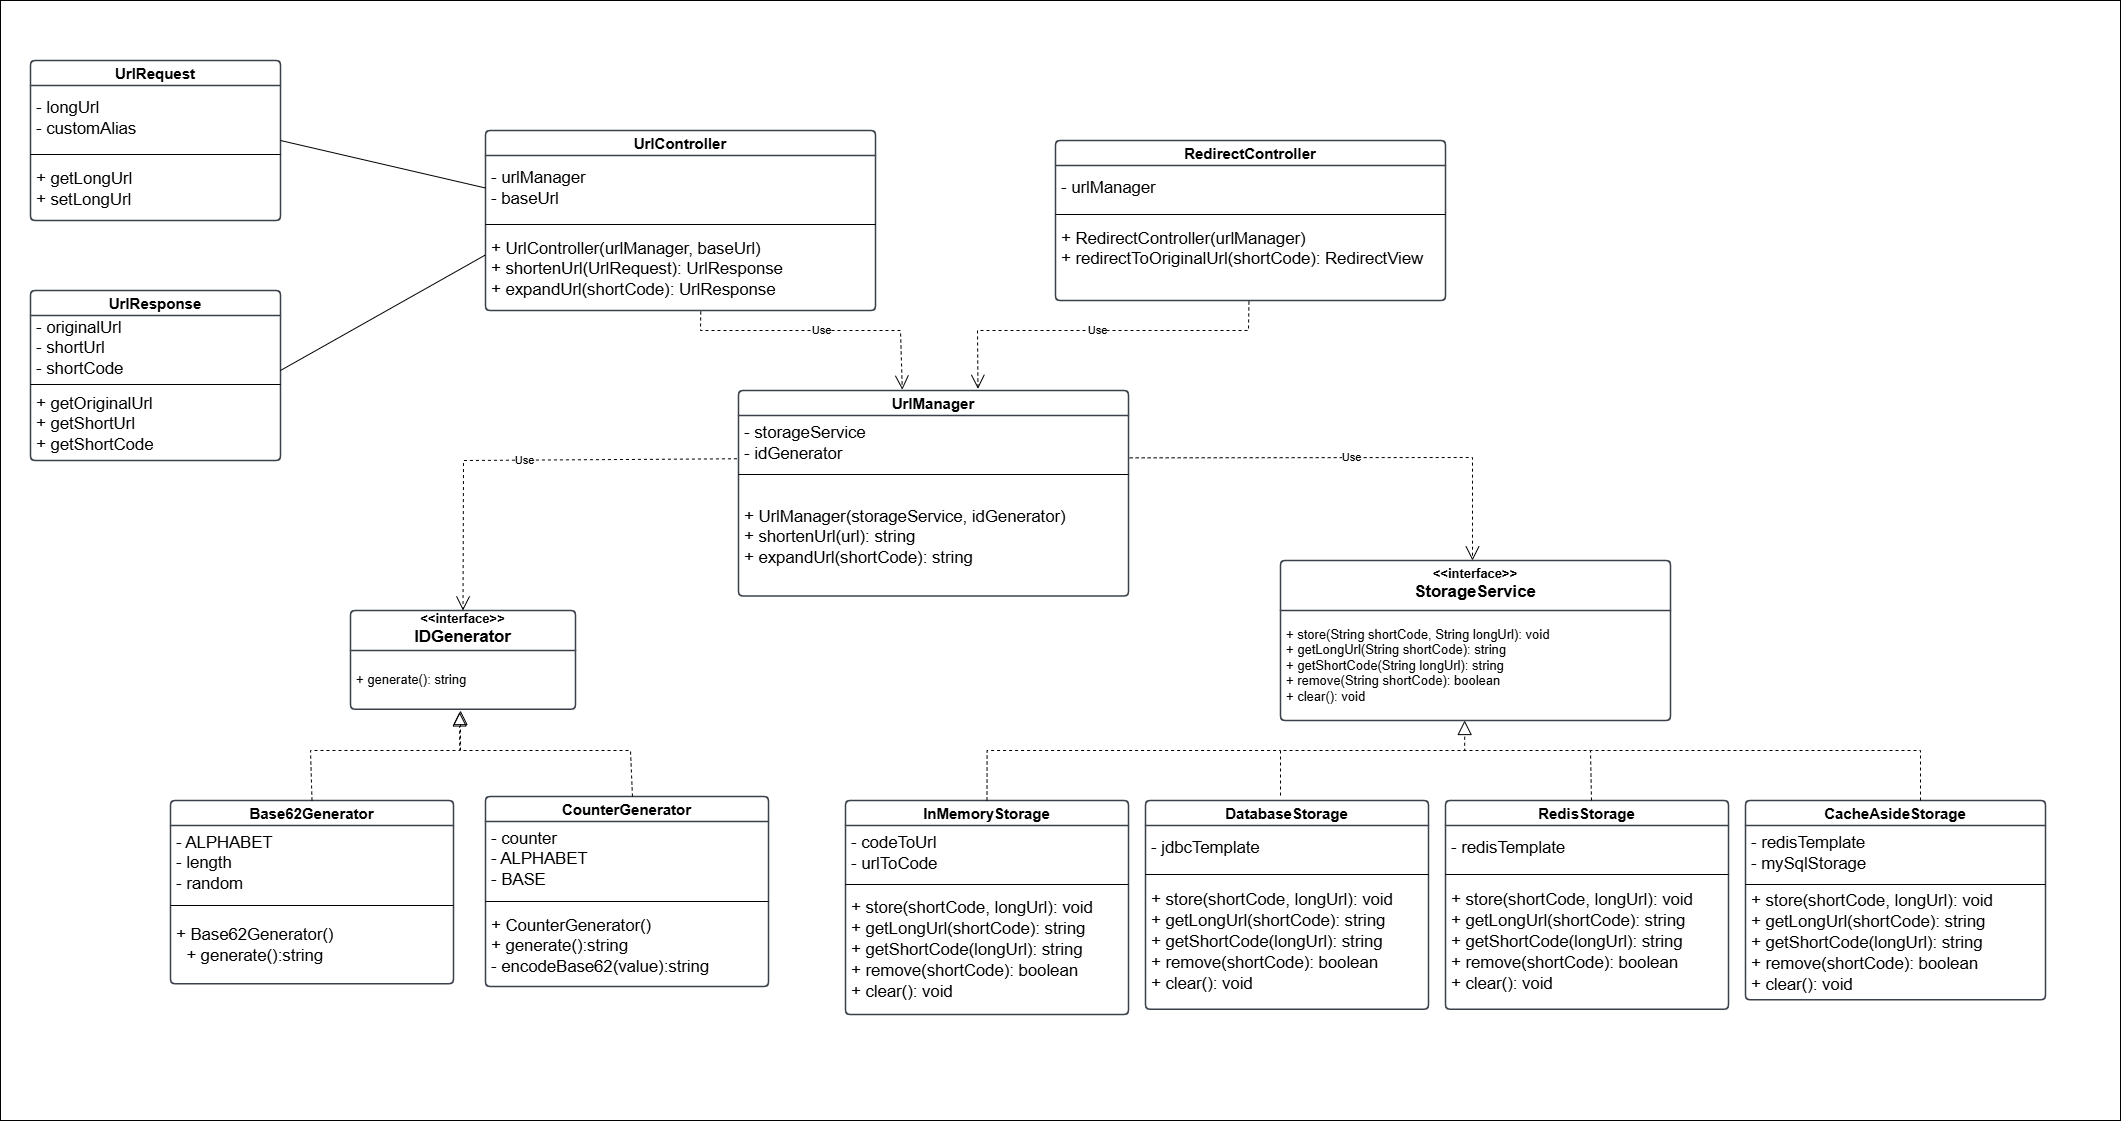 UrlRequest
- longUrl
- customAlias
+ getLongUrl
+ setLongUrl
UrlResponse
- originalUrl
- shortUrl
- shortCode
+ getOriginalUrl
+ getShortUrl
+ getShortCode
UrlController
- urlManager
- baseUrl
+ UrlController(urlManager, baseUrl)
+ shortenUrl(UrlRequest): UrlResponse
+ expandUrl(shortCode): UrlResponse
RedirectController
- urlManager
+ RedirectController(urlManager)
+ redirectToOriginalUrl(shortCode): RedirectView
Use
Use
UrlManager
- storageService
- idGenerator
+ UrlManager(storageService, idGenerator)
+ shortenUrl(url): string
+ expandUrl(shortCode): string
Use
Use
<<interface>>
IDGenerator
+ generate(): string
<<interface>>
StorageService
+ store(String shortCode, String longUrl): void
+ getLongUrl(String shortCode): string
+ getShortCode(String longUrl): string
+ remove(String shortCode): boolean
+ clear(): void
Base62Generator
- ALPHABET
- length
- random
+ Base62Generator()
+ generate():string
CounterGenerator
- counter
- ALPHABET
- BASE
+ CounterGenerator()
+ generate():string
- encodeBase62(value):string
InMemoryStorage
- codeToUrl
- urlToCode
+ store(shortCode, longUrl): void
+ getLongUrl(shortCode): string
+ getShortCode(longUrl): string
+ remove(shortCode): boolean
+ clear(): void
DatabaseStorage
- jdbcTemplate
+ store(shortCode, longUrl): void
+ getLongUrl(shortCode): string
+ getShortCode(longUrl): string
+ remove(shortCode): boolean
+ clear(): void
RedisStorage
- redisTemplate
+ store(shortCode, longUrl): void
+ getLongUrl(shortCode): string
+ getShortCode(longUrl): string
+ remove(shortCode): boolean
+ clear(): void
CacheAsideStorage
- redisTemplate
- mySqlStorage
+ store(shortCode, longUrl): void
+ getLongUrl(shortCode): string
+ getShortCode(longUrl): string
+ remove(shortCode): boolean
+ clear(): void